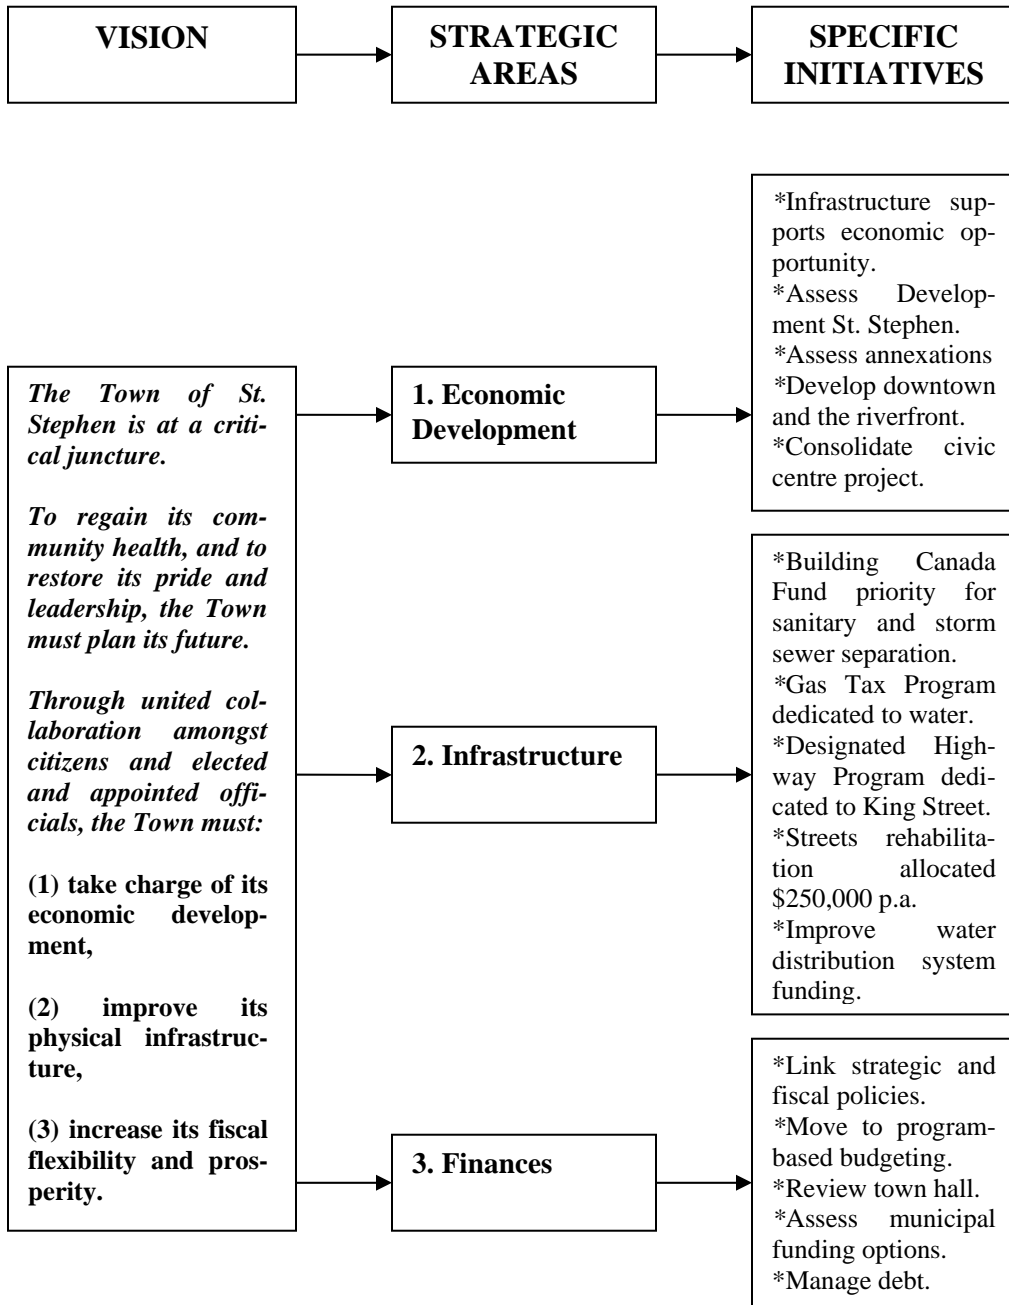 VISION
STRATEGIC
AREAS
SPECIFIC
INITIATIVES
The Town of St.
Stephen is at a criti-
cal juncture.
To regain its com-
munity health, and to
restore its pride and
leadership, the Town
must plan its future.
Through united col-
laboration amongst
citizens and elected
and appointed offi-
cials, the Town must:
(1) take charge of its
economic develop-
ment,
(2) improve its
physical infrastruc-
ture,
(3) increase its fiscal
flexibility and pros-
perity.
1. Economic
Development
*Infrastructure sup-
ports economic op-
portunity.
*Assess Develop-
ment St. Stephen.
*Assess annexations
*Develop downtown
and the riverfront.
*Consolidate civic
centre project.
2. Infrastructure
*Building Canada
Fund priority for
sanitary and storm
sewer separation.
*Gas Tax Program
dedicated to water.
*Designated High-
way Program dedi-
cated to King Street.
*Streets rehabilita-
tion allocated
$250,000 p.a.
*Improve water
distribution system
funding.
3. Finances
*Link strategic and
fiscal policies.
*Move to program-
based budgeting.
*Review town hall.
*Assess municipal
funding options.
*Manage debt.